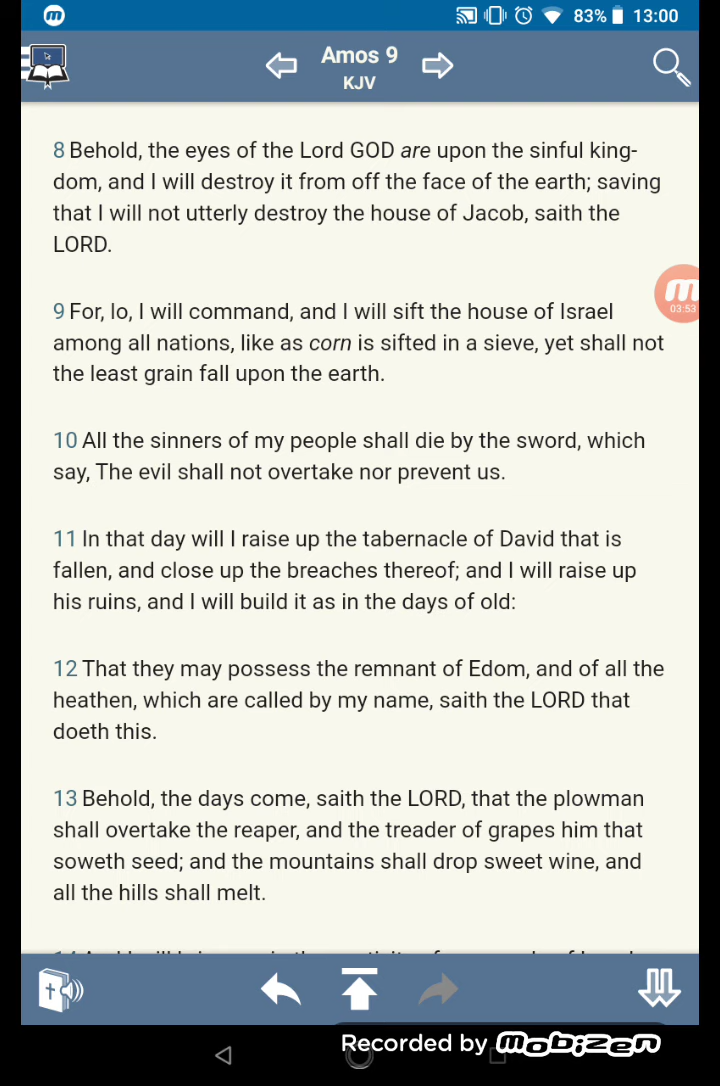 83% 13:00
Amos 9
KJV
8 Behold, the eyes of the Lord GOD are upon the sinful king-
dom, and I will destroy it from off the face of the earth; saving
that I will not utterly destroy the house of Jacob, saith the
LORD.
9 For, lo, I will command, and I will sift the house of Israel
among all nations, like as corn is sifted in a sieve, yet shall not
the least grain fall upon the earth.
10 All the sinners of my people shall die by the sword, which
say, The evil shall not overtake nor prevent us.
11 In that day will I raise up the tabernacle of David that is
fallen, and close up the breaches thereof; and I will raise up
his ruins, and I will build it as in the days of old:
12 That they may possess the remnant of Edom, and of all the
heathen, which are called by my name, saith the LORD that
doeth this.
13 Behold, the days come, saith the LORD, that the plowman
shall overtake the reaper, and the treader of grapes him that
soweth seed; and the mountains shall drop sweet wine, and
all the hills shall melt.
03:53
Recorded by mobizen